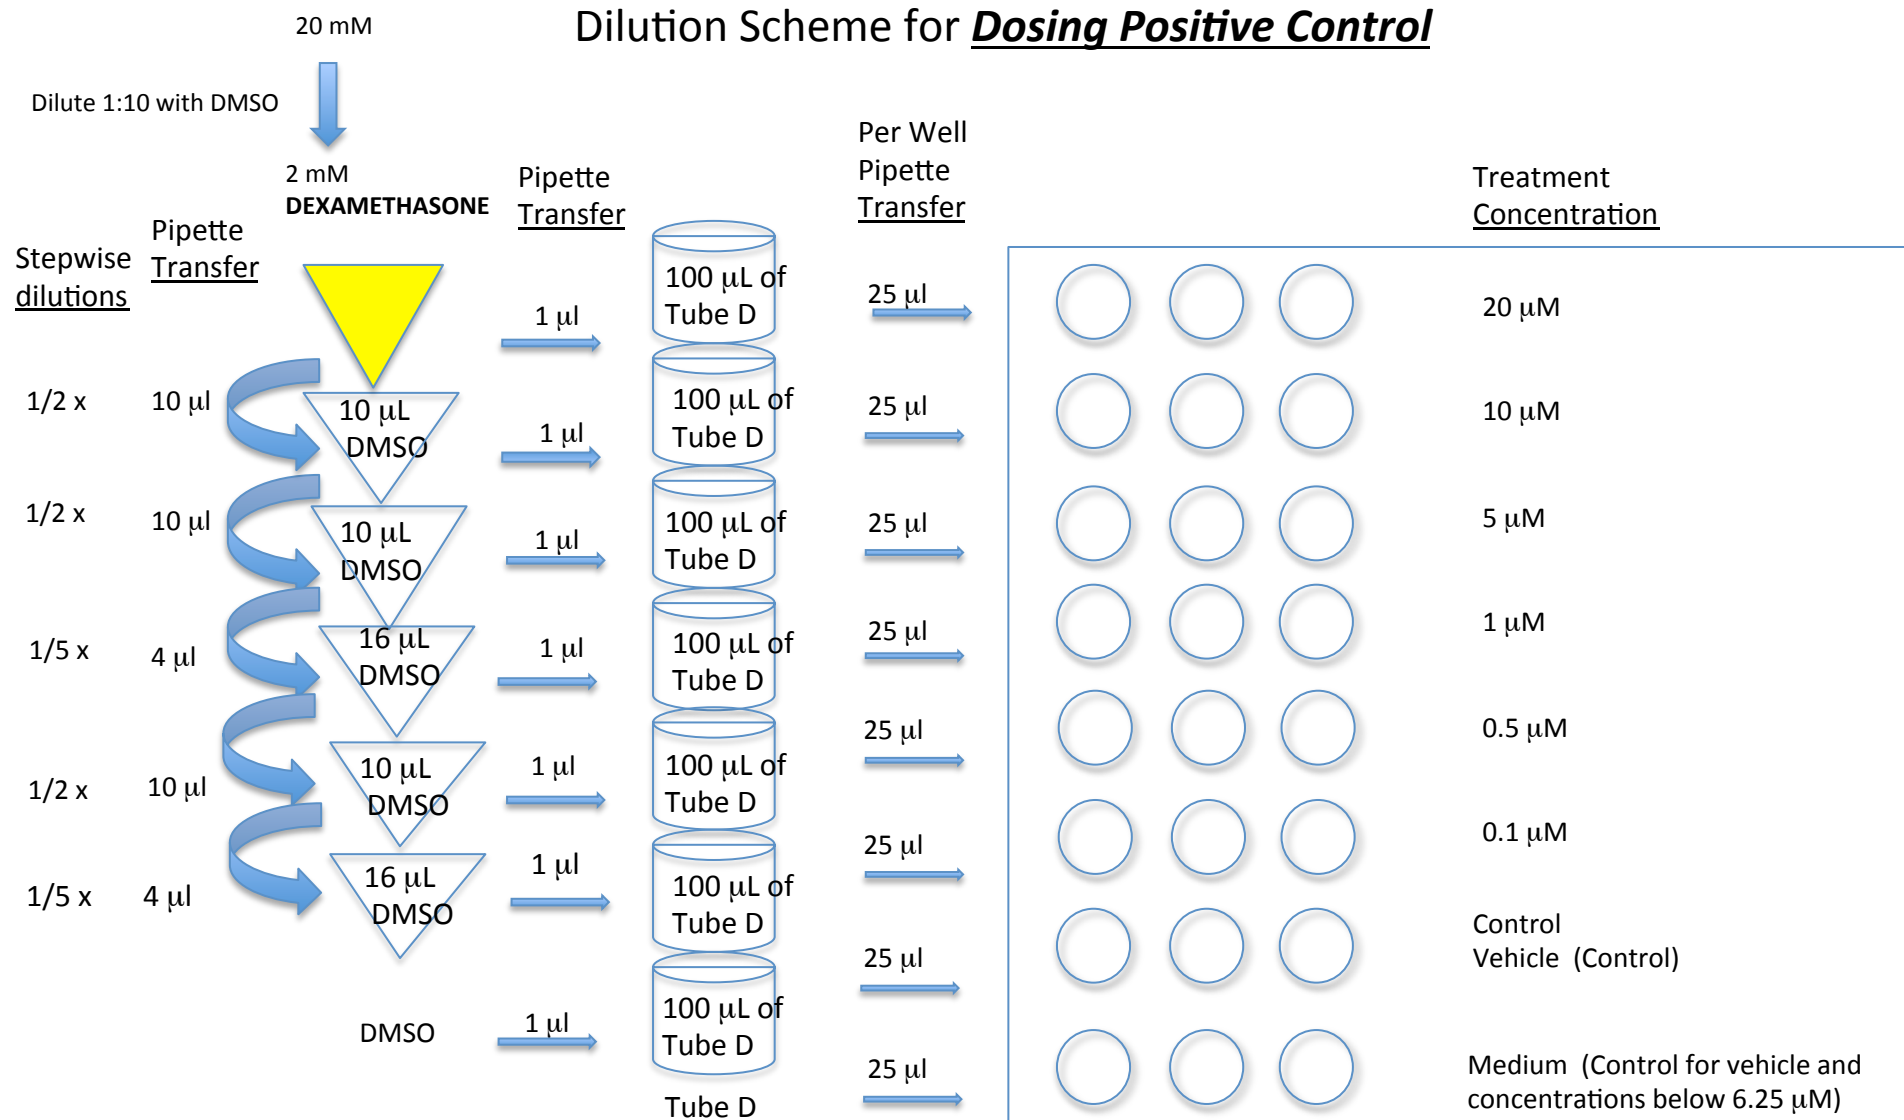 Dilution Scheme for Dosing Positive Control
20 mM
Dilute 1:10 with DMSO
2 mM
DEXAMETHASONE
Stepwise
dilutions
Pipette
Transfer
Pipette
Transfer
Per Well
Pipette
Transfer
Treatment
Concentration
1 µl
100 µL of
Tube D
25 µl
20 µM
1/2 x
10 µl
10 µL
DMSO
1 µl
100 µL of
Tube D
25 µl
10 µM
1/2 x
10 µl
10 µL
DMSO
1 µl
100 µL of
Tube D
25 µl
5 µM
1/5 x
4 µl
16 µL
DMSO
1 µl
100 µL of
Tube D
25 µl
1 µM
1/2 x
10 µl
10 µL
DMSO
1 µl
100 µL of
Tube D
25 µl
0.5 µM
1/5 x
4 µl
16 µL
DMSO
1 µl
100 µL of
Tube D
25 µl
0.1 µM
DMSO
1 µl
100 µL of
Tube D
25 µl
Control
Vehicle (Control)
Tube D
25 µl
Medium (Control for vehicle and
concentrations below 6.25 µM)